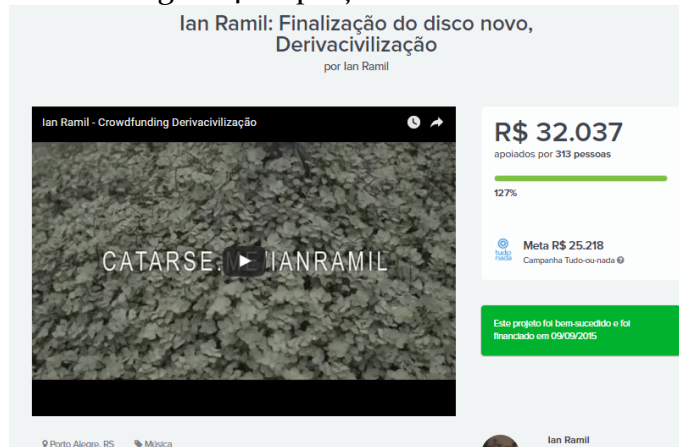 Ian Ramil: Finalização do disco novo,
Derivacivilização
por Ian Ramil
Ian Ramil - Crowdfunding Derivacivilização
CATARSE.ME/IANRAMIL
R$ 32.037
apoiados por 313 pessoas
127%
tudo
nada
Meta R$ 25.218
Campanha Tudo-ou-nada
Este projeto foi bem-sucedido e foi
financiado em 09/09/2015
Porto Alegre, RS Música
Ian Ramil